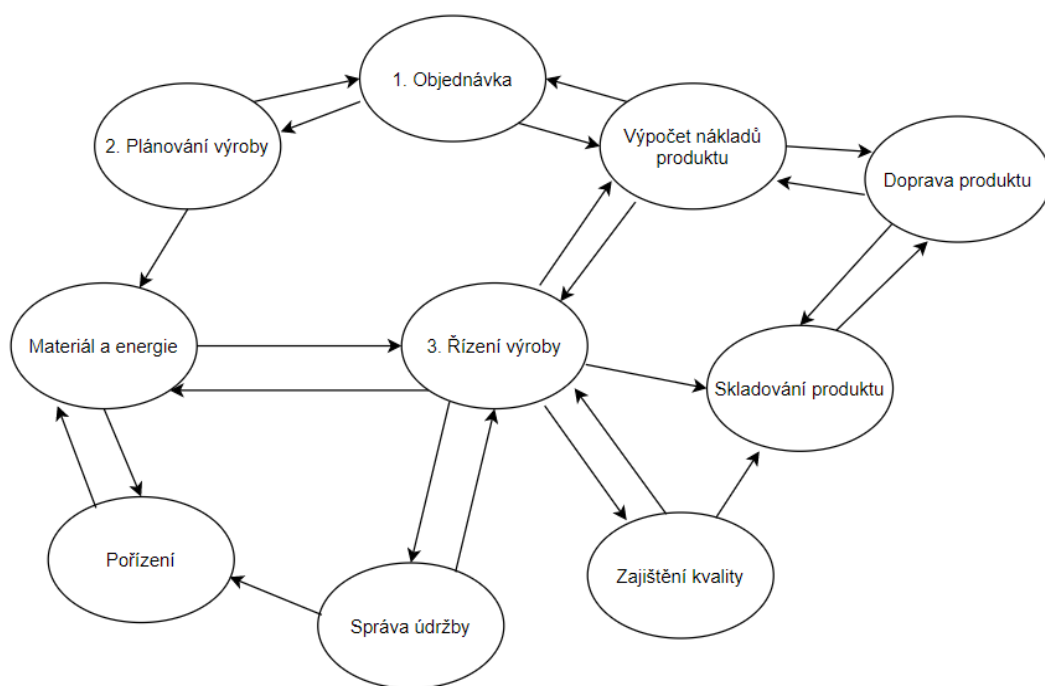 1. Objednávka
2. Plánování výroby
Výpočet nákladů
produktu
Doprava produktu
Materiál a energie
3. Řízení výroby
Skladování produktu
Pořízení
Zajištění kvality
Správa údržby